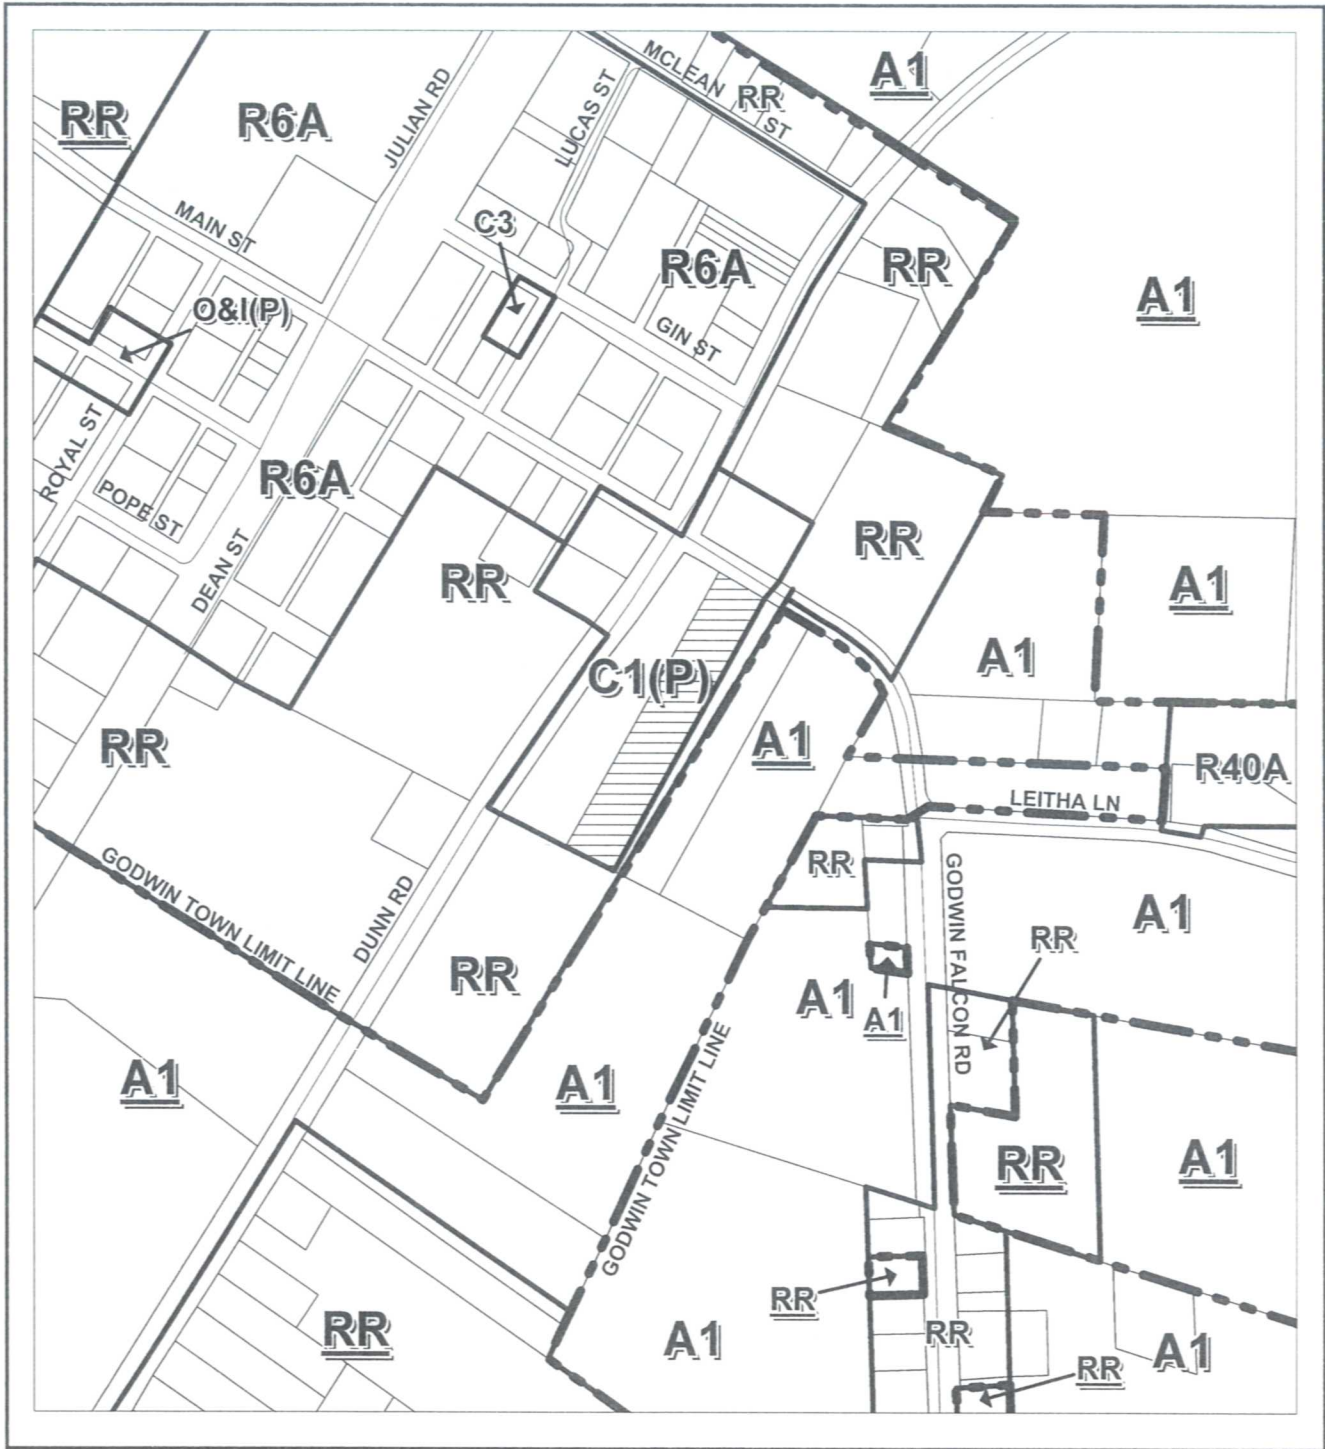 MCLEAN ST
A1
RR
RR
R6A
JULIAN RD
LUCAS ST
MAIN ST
C3
R6A
RR
A1
O&I(P)
GIN ST
ROYAL ST
R6A
POPE ST
DEAN ST
RR
RR
A1
A1
C1(P)
RR
A1
R40A
LEITHA LN
GODWIN TOWN LIMIT LINE
DUNN RD
RR
GODWIN FALCON RD
A1
RR
RR
A1
A1
GODWIN TOWN LIMIT LINE
A1
A1
RR
A1
RR
RR
RR
A1
A1
RR